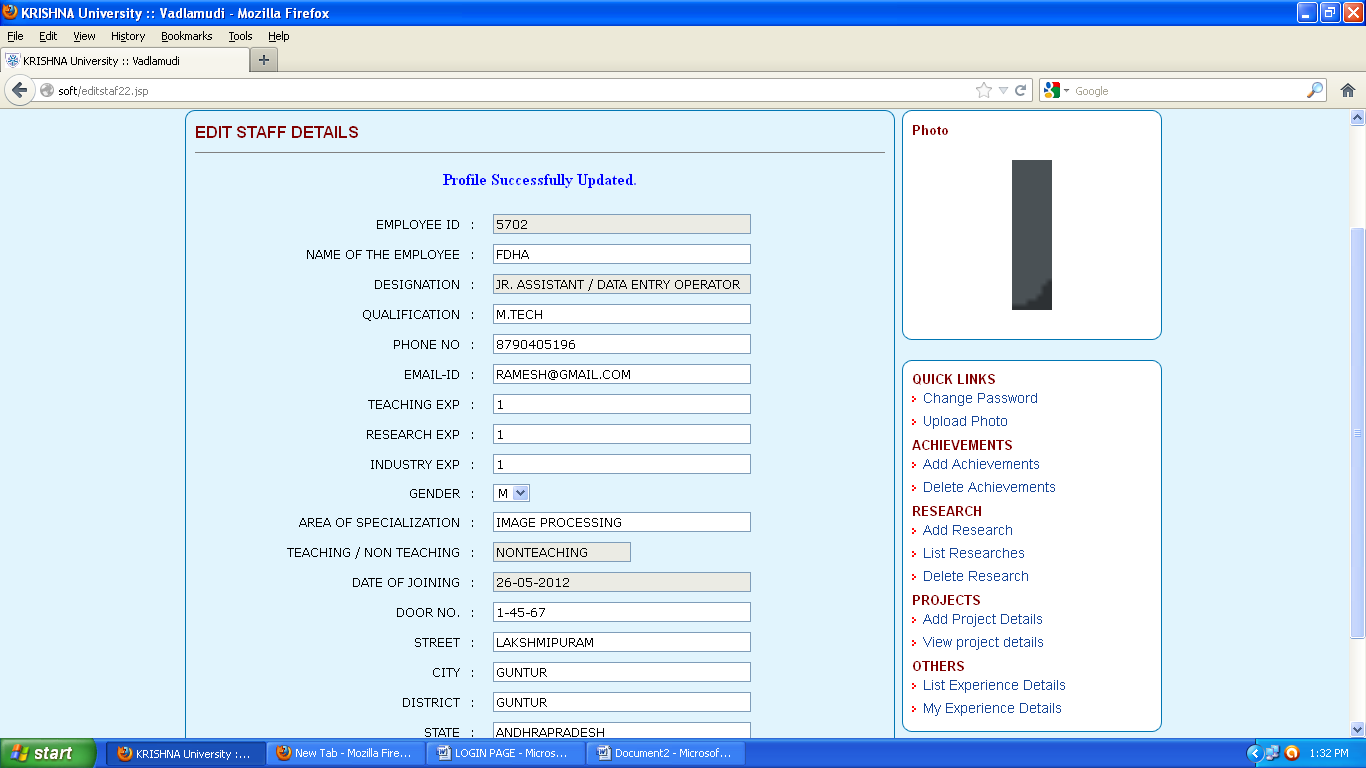 KRISHNA University :: Vadlamudi - Mozilla Firefox
File Edit View History Bookmarks Tools Help
KRISHNA University :: Vadlamudi
soft/editstaf22.jsp
Google
EDIT STAFF DETAILS
Profile Successfully Updated.
EMPLOYEE ID : 5702
NAME OF THE EMPLOYEE : FDHA
DESIGNATION : JR. ASSISTANT / DATA ENTRY OPERATOR
QUALIFICATION : M.TECH
PHONE NO : 8790405196
EMAIL-ID : RAMESH@GMAIL.COM
TEACHING EXP : 1
RESEARCH EXP : 1
INDUSTRY EXP : 1
GENDER : M
AREA OF SPECIALIZATION : IMAGE PROCESSING
TEACHING / NON TEACHING : NONTEACHING
DATE OF JOINING : 26-05-2012
DOOR NO. : 1-45-67
STREET : LAKSHMIPURAM
CITY : GUNTUR
DISTRICT : GUNTUR
STATE : ANDHRAPRADESH
Photo
QUICK LINKS
Change Password
Upload Photo
ACHIEVEMENTS
Add Achievements
Delete Achievements
RESEARCH
Add Research
List Researches
Delete Research
PROJECTS
Add Project Details
View project details
OTHERS
List Experience Details
My Experience Details
start
KRISHNA University :...
New Tab - Mozilla Fire...
LOGIN PAGE - Micros...
Document2 - Microsof...
1:32 PM